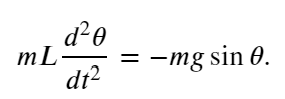 mL d²θ/dt² = −mg sin θ.